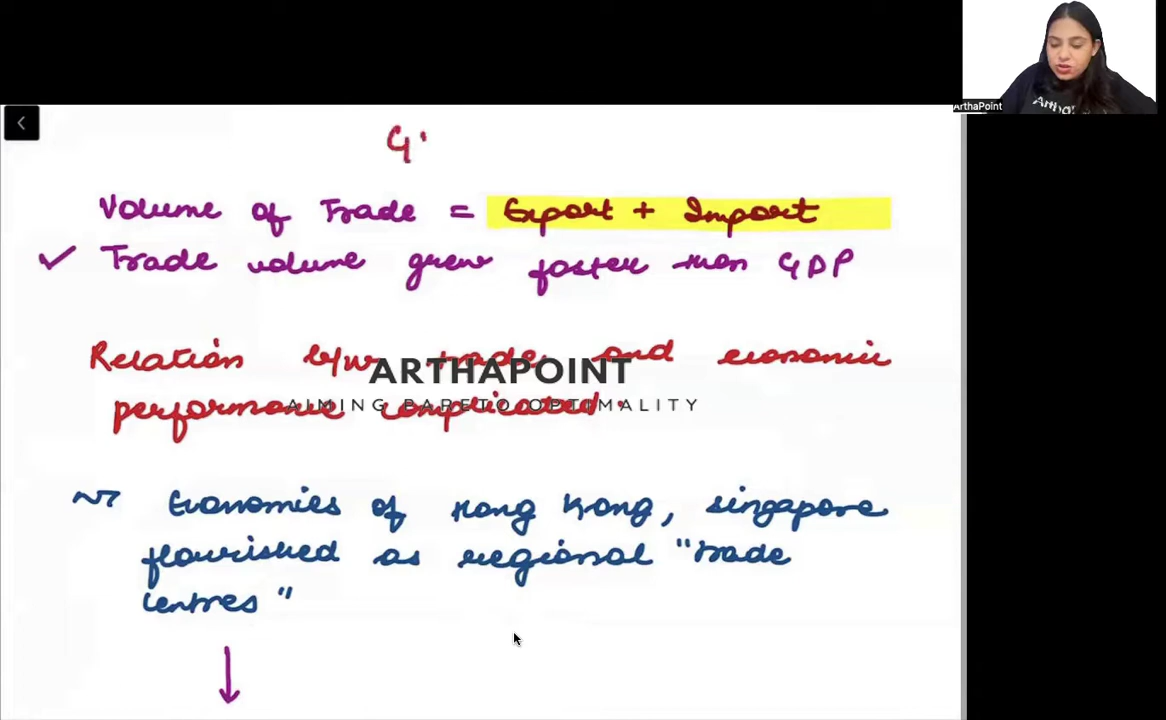 ArthaPoint
G
Volume of Trade = Export + Import
✓ Trade volume grew faster than GDP
Relation b/w trade and economic
ARTHAPOINT
AIMING PARETO OPTIMALITY
performance complicated.
Economies of Hong Kong, Singapore
flourished as regional "trade
centres"